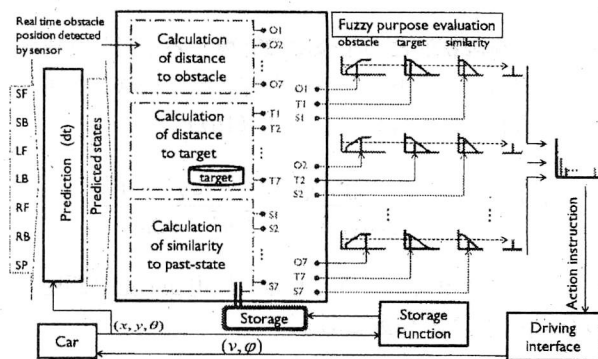 Real time obstacle
position detected
by sensor
SF
SB
LF
LB
RF
RB
SP
Prediction (dt)
Predicted states
Calculation
of distance
to obstacle
O1
O2
O7
Calculation
of distance
to target
target
T1
T2
T7
Calculation
of similarity
to past-state
S1
S2
S7
Fuzzy purpose evaluation
obstacle target similarity
O1
T1
S1
O2
T2
S2
O7
T7
S7
Action instruction
Storage
Storage
Function
(x, y, θ)
Car
(v, φ)
Driving
interface